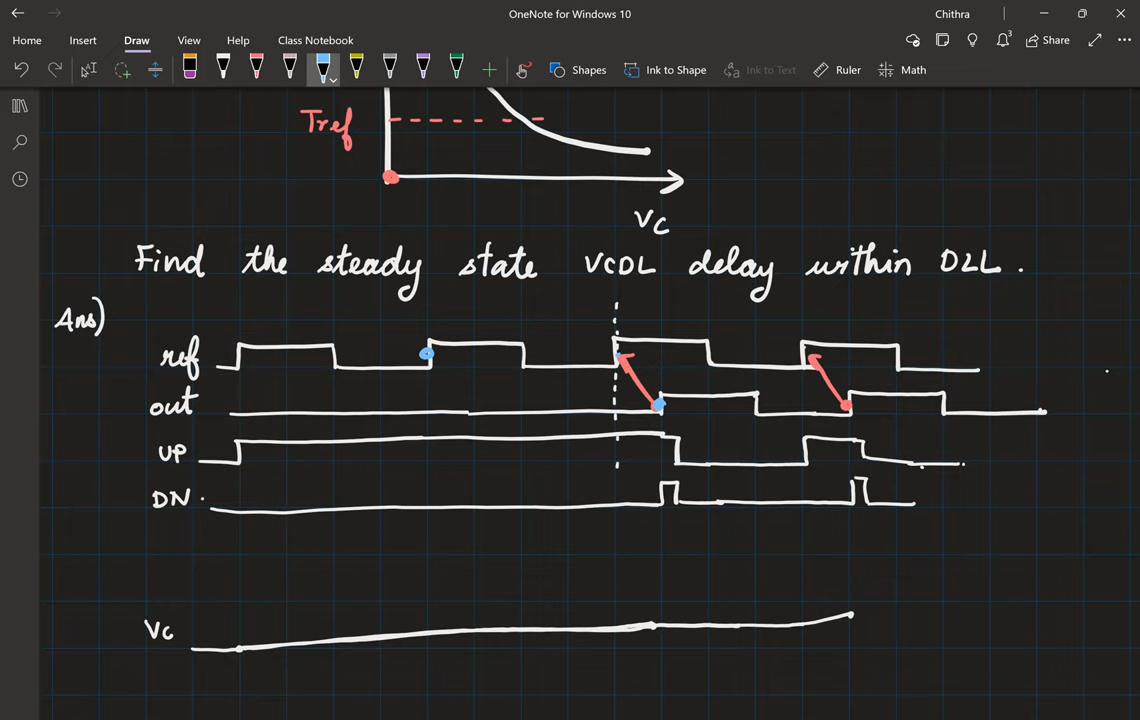 OneNote for Windows 10
Chithra
Home Insert Draw View Help Class Notebook
Share
Shapes Ink to Shape Ink to Text Ruler Math
Tref
Vc
Find the steady state VCDL delay within DLL.
Ans)
ref
out
UP
DN
Vc